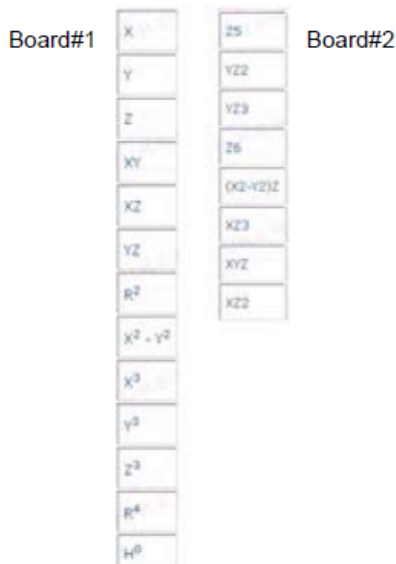 Board#1
X
Y
Z
XY
XZ
YZ
R²
X² - Y²
X³
Y³
Z³
R⁴
H⁰
Z5
YZ2
YZ3
Z6
(X2-Y2)Z
XZ3
XYZ
XZ2
Board#2